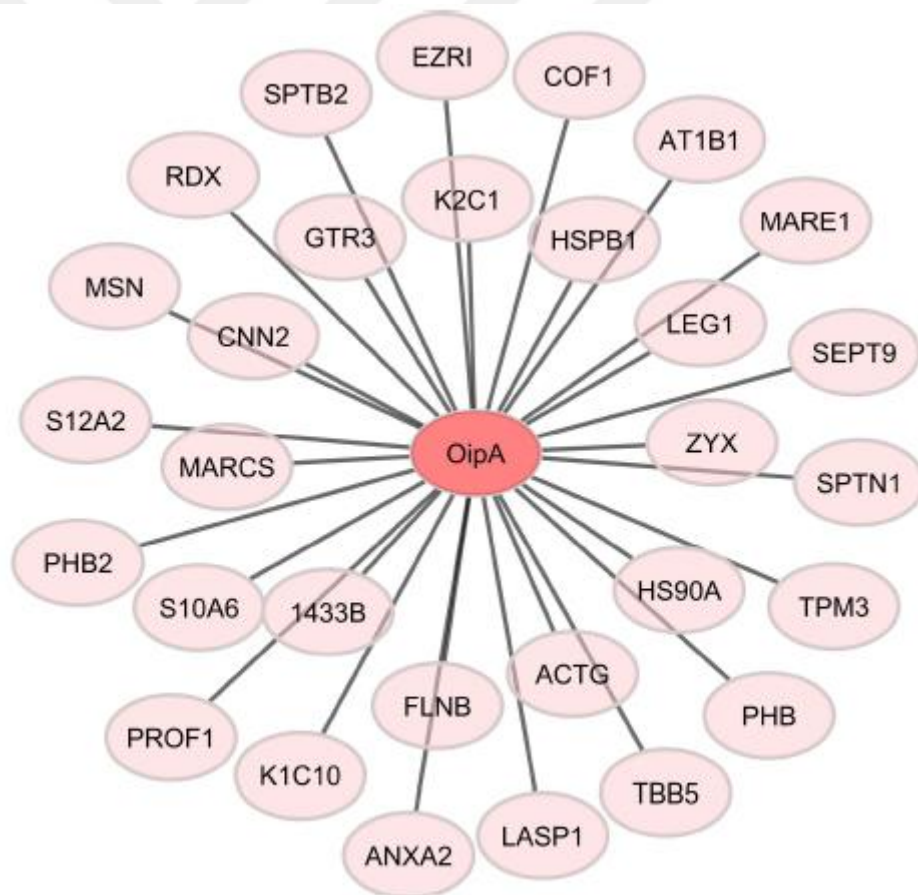 EZRI
COF1
SPTB2
AT1B1
RDX
K2C1
MARE1
GTR3
HSPB1
MSN
CNN2
LEG1
SEPT9
S12A2
ZYX
OipA
MARCS
SPTN1
PHB2
HS90A
S10A6
1433B
TPM3
ACTG
FLNB
PHB
PROF1
K1C10
TBB5
LASP1
ANXA2